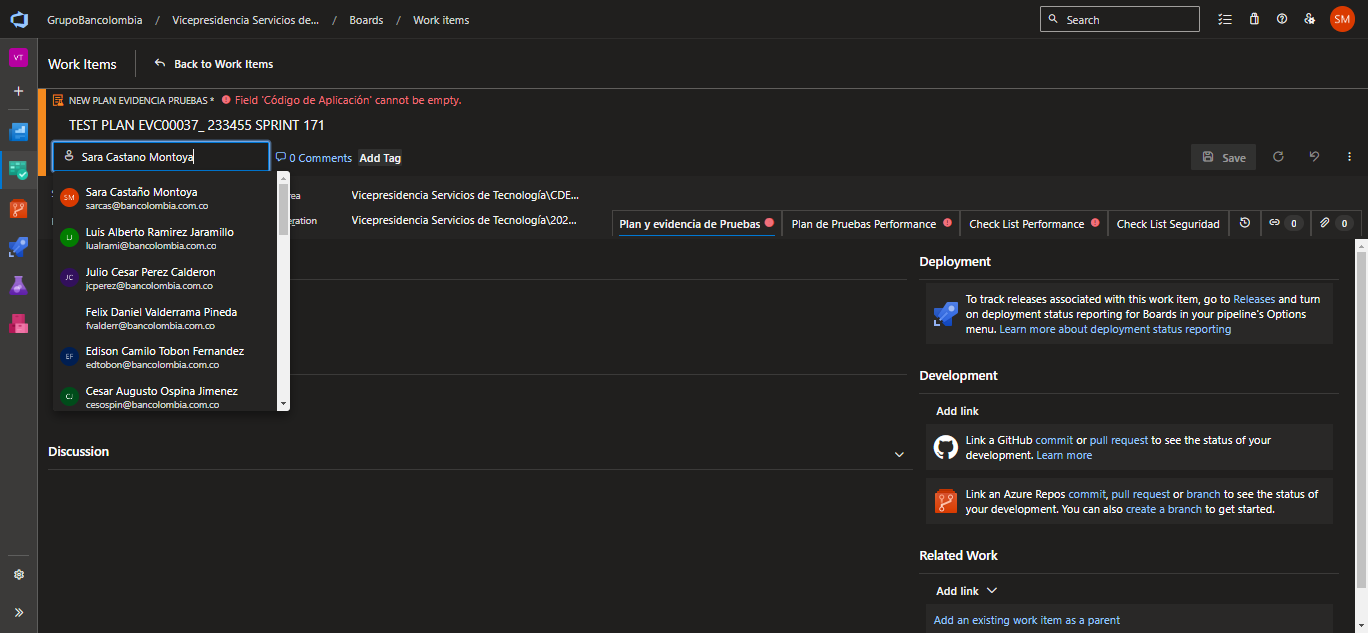 GrupoBancolombia / Vicepresidencia Servicios de... / Boards / Work items
Search
SM
VT
Work Items
Back to Work Items
NEW PLAN EVIDENCIA PRUEBAS * Field 'Código de Aplicación' cannot be empty.
TEST PLAN EVC00037_ 233455 SPRINT 171
Sara Castano Montoya
0 Comments
Add Tag
Save
SM
Sara Castaño Montoya
sarcas@bancolombia.com.co
LJ
Luis Alberto Ramirez Jaramillo
lualrami@bancolombia.com.co
JC
Julio Cesar Perez Calderon
jcperez@bancolombia.com.co
Felix Daniel Valderrama Pineda
fvalderr@bancolombia.com.co
EF
Edison Camilo Tobon Fernandez
edtobon@bancolombia.com.co
CJ
Cesar Augusto Ospina Jimenez
cesospin@bancolombia.com.co
rea
Vicepresidencia Servicios de Tecnología\CDE...
eration
Vicepresidencia Servicios de Tecnología\202...
Plan y evidencia de Pruebas
Plan de Pruebas Performance
Check List Performance
Check List Seguridad
0
0
Discussion
Deployment
To track releases associated with this work item, go to Releases and turn
on deployment status reporting for Boards in your pipeline's Options
menu. Learn more about deployment status reporting
Development
Add link
Link a GitHub commit or pull request to see the status of your
development. Learn more
Link an Azure Repos commit, pull request or branch to see the status of
your development. You can also create a branch to get started.
Related Work
Add link
Add an existing work item as a parent